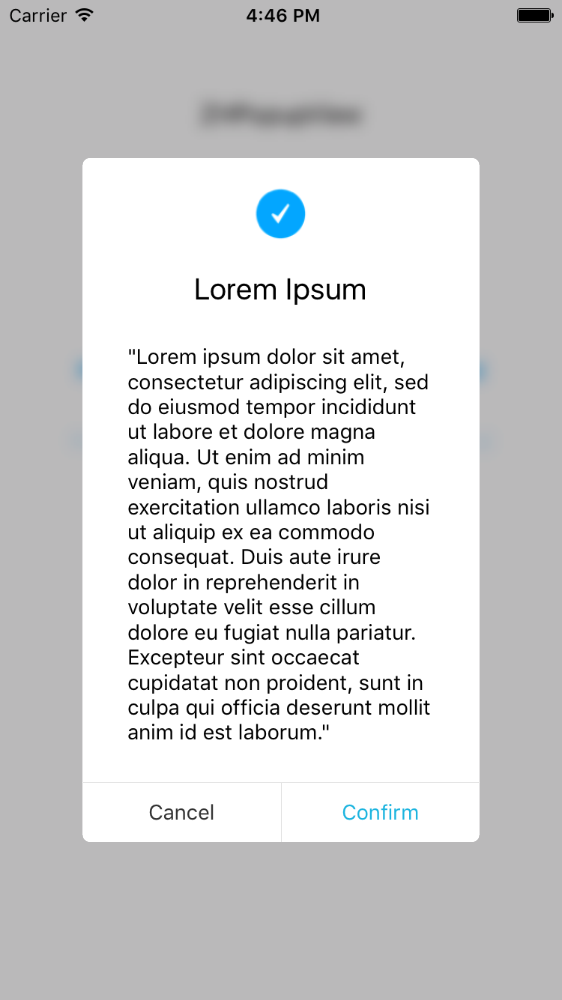 Carrier
4:46 PM
Lorem Ipsum
"Lorem ipsum dolor sit amet,
consectetur adipiscing elit, sed
do eiusmod tempor incididunt
ut labore et dolore magna
aliqua. Ut enim ad minim
veniam, quis nostrud
exercitation ullamco laboris nisi
ut aliquip ex ea commodo
consequat. Duis aute irure
dolor in reprehenderit in
voluptate velit esse cillum
dolore eu fugiat nulla pariatur.
Excepteur sint occaecat
cupidatat non proident, sunt in
culpa qui officia deserunt mollit
anim id est laborum."
Cancel
Confirm